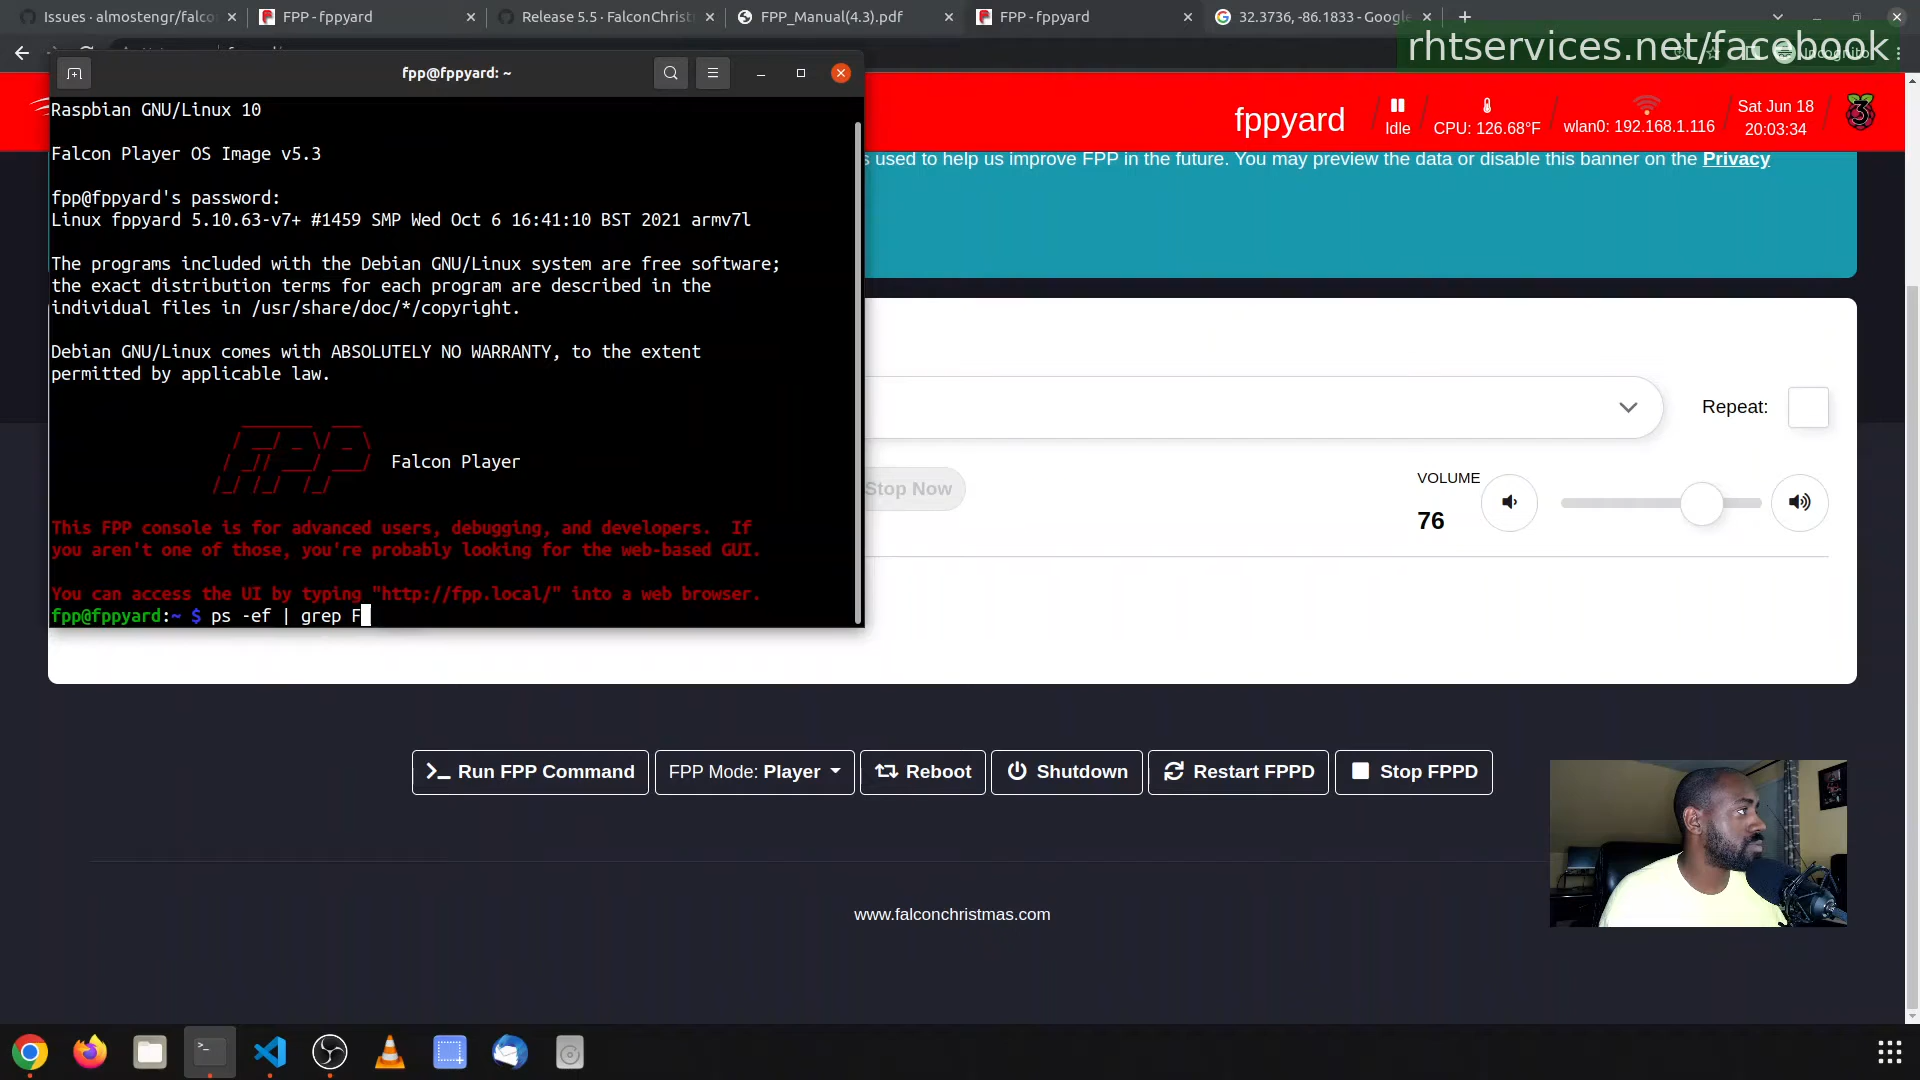 Issues · almostengr/falco
FPP - fppyard
Release 5.5 · FalconChrist
FPP_Manual(4.3).pdf
FPP - fppyard
32.3736, -86.1833 - Google
rhtservices.net/facebook
Incognito
fpp@fppyard: ~
Raspbian GNU/Linux 10
Falcon Player OS Image v5.3
fpp@fppyard's password:
Linux fppyard 5.10.63-v7+ #1459 SMP Wed Oct 6 16:41:10 BST 2021 armv7l
The programs included with the Debian GNU/Linux system are free software;
the exact distribution terms for each program are described in the
individual files in /usr/share/doc/*/copyright.
Debian GNU/Linux comes with ABSOLUTELY NO WARRANTY, to the extent
permitted by applicable law.
Falcon Player
This FPP console is for advanced users, debugging, and developers. If
you aren't one of those, you're probably looking for the web-based GUI.
You can access the UI by typing "http://fpp.local/" into a web browser.
fpp@fppyard:~ $ ps -ef | grep F
fppyard
Idle
CPU: 126.68°F
wlan0: 192.168.1.116
Sat Jun 18
20:03:34
s used to help us improve FPP in the future. You may preview the data or disable this banner on the Privacy
Repeat:
Stop Now
VOLUME
76
Run FPP Command
FPP Mode: Player
Reboot
Shutdown
Restart FPPD
Stop FPPD
www.falconchristmas.com